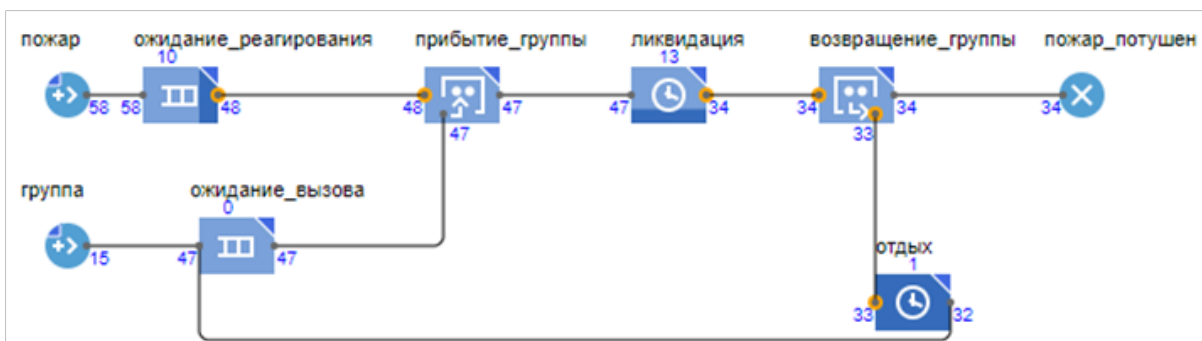 пожар ожидание_реагирования прибытие_группы ликвидация возвращение_группы пожар_потушен
10 13
58 58 48 48 47 47 34 34 34 34
47 33
группа ожидание_вызова
0
отдых
15 47 47 1
33 32